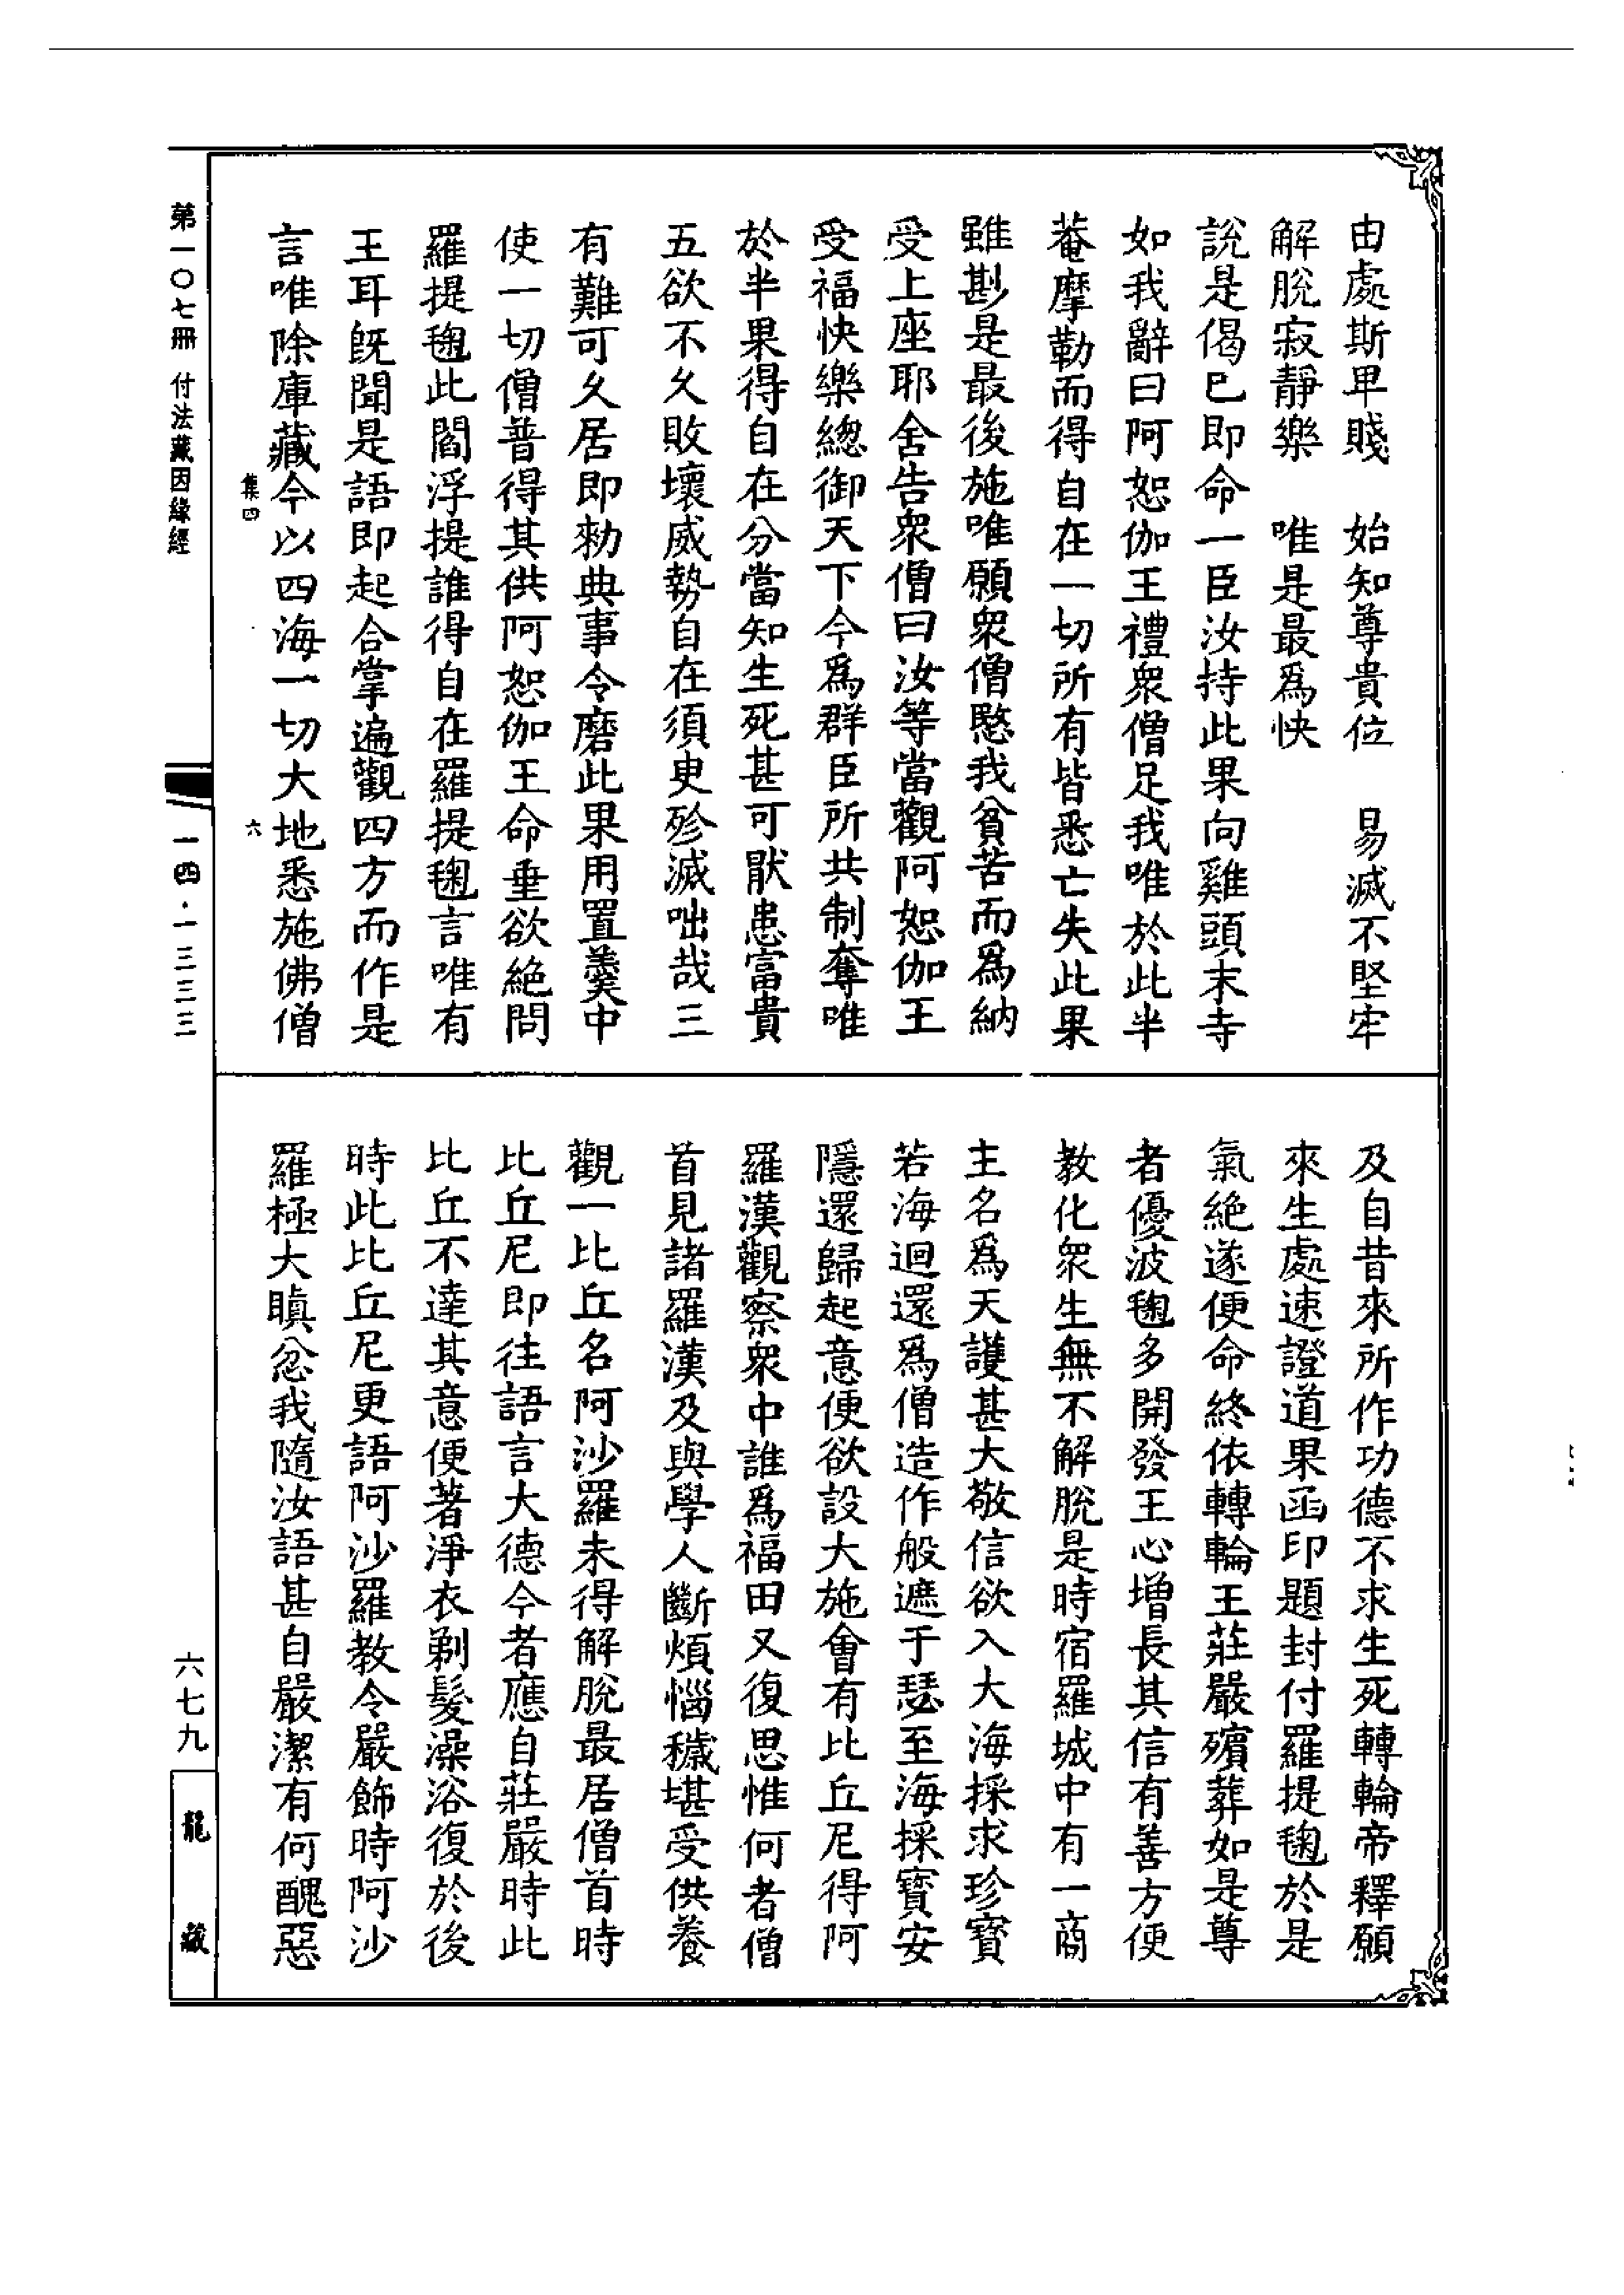 由處斯卑賤　始知尊貴位　易滅不堅牢
解脫寂靜樂　唯是最為快
說是偈已即命一臣汝持此果向雞頭末寺
如我辭曰阿恕伽王禮衆僧足我唯於此半
菴摩勒而得自在一切所有皆悉亡失此果
雖尠是最後施唯願衆僧愍我貧苦而爲納
受上座耶舍告衆僧曰汝等當觀阿恕伽王
受福快樂總御天下今爲群臣所共制奪唯
於半果得自在分當知生死甚可猒患富貴
五欲不久敗壞威勢自在須臾殄滅咄哉三
有難可久居即勑典事令磨此果用置羹中
使一切僧普得其供阿恕伽王命垂欲絕問
羅提毱此閻浮提誰得自在羅提毱言唯有
王耳旣聞是語即起合掌遍觀四方而作是
言唯除庫藏今以四海一切大地悉施佛僧
及自昔來所作功德不求生死轉輪帝釋願
來生處速證道果函印題封付羅提毱於是
氣絕遂便命終依轉輪王莊嚴殯葬如是尊
者優波毱多開發王心增長其信有善方便
教化衆生無不解脫是時宿羅城中有一商
主名爲天護甚大敬信欲入大海採求珍寶
若海迴還爲僧造作般遮于瑟至海採寶安
隱還歸起意便欲設大施會有比丘尼得阿
羅漢觀察衆中誰爲福田又復思惟何者僧
首見諸羅漢及與學人斷煩惱穢堪受供養
觀一比丘名阿沙羅未得解脫最居僧首時
比丘尼即往語言大德今者應自莊嚴時此
比丘不達其意便著淨衣剃髮澡浴復於後
時此比丘尼更語阿沙羅教令嚴飾時阿沙
羅極大瞋忿我隨汝語甚自嚴潔有何醜惡
集四
六
第一〇七冊　付法藏因緣經
一四·一三三三
六七九
龍藏